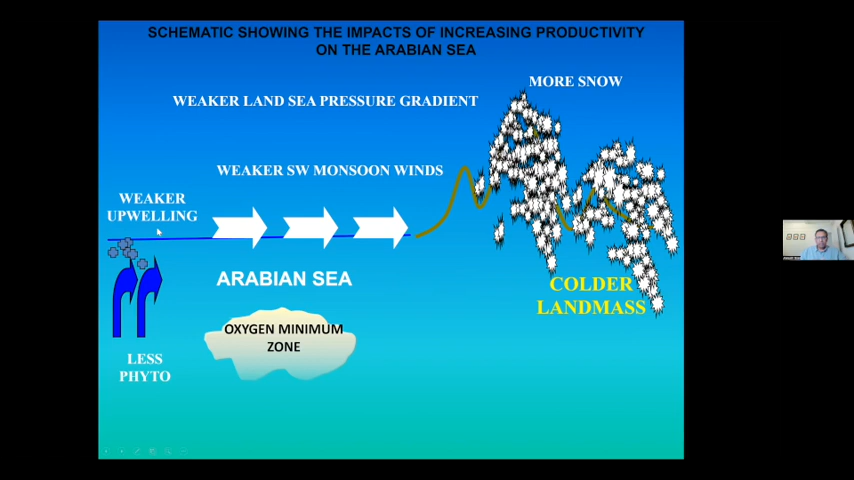 SCHEMATIC SHOWING THE IMPACTS OF INCREASING PRODUCTIVITY
ON THE ARABIAN SEA
MORE SNOW
WEAKER LAND SEA PRESSURE GRADIENT
WEAKER SW MONSOON WINDS
WEAKER
UPWELLING
ARABIAN SEA
COLDER
LANDMASS
OXYGEN MINIMUM
ZONE
LESS
PHYTO